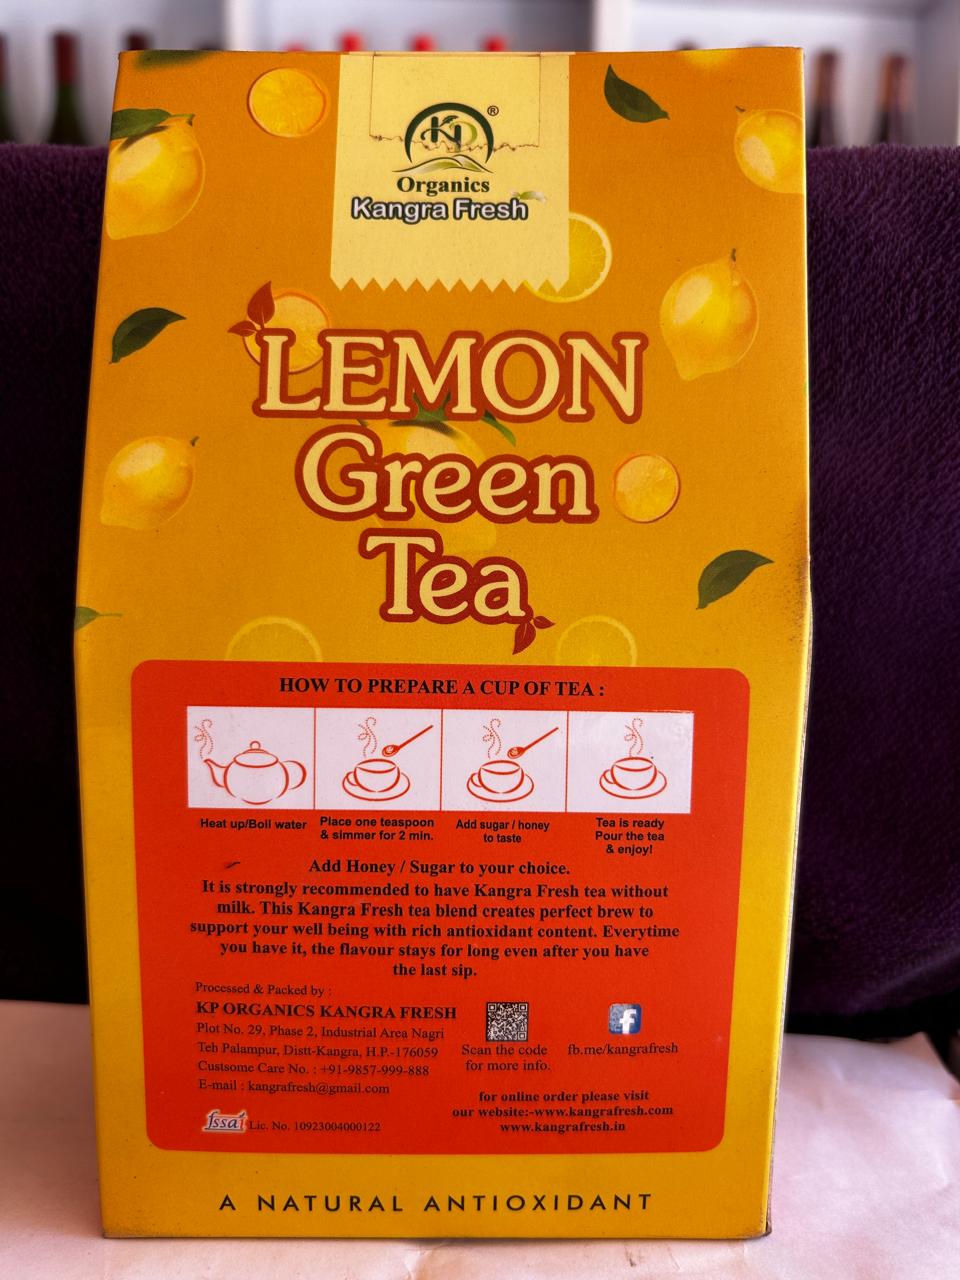 KP
®
Organics
Kangra Fresh
LEMON
Green
Tea
HOW TO PREPARE A CUP OF TEA :
Heat up/Boil water
Place one teaspoon
& simmer for 2 min.
Add sugar / honey
to taste
Tea is ready
Pour the tea
& enjoy!
Add Honey / Sugar to your choice.
It is strongly recommended to have Kangra Fresh tea without
milk. This Kangra Fresh tea blend creates perfect brew to
support your well being with rich antioxidant content. Everytime
you have it, the flavour stays for long even after you have
the last sip.
Processed & Packed by :
KP ORGANICS KANGRA FRESH
Plot No. 29, Phase 2, Industrial Area Nagri
Teh Palampur, Distt-Kangra, H.P.-176059
Custsome Care No. : +91-9857-999-888
E-mail : kangrafresh@gmail.com
Scan the code
for more info.
f
fb.me/kangrafresh
for online order please visit
our website:-www.kangrafresh.com
www.kangrafresh.in
fssai Lic. No. 10923004000122
A NATURAL ANTIOXIDANT